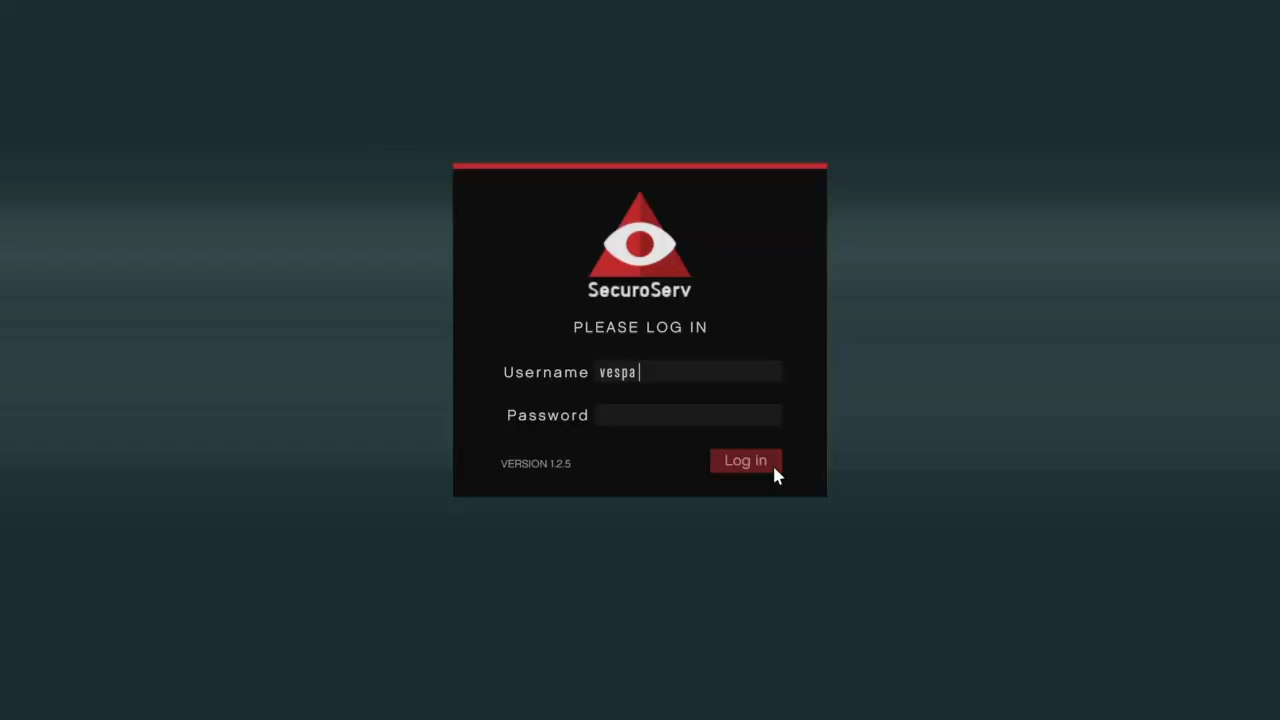 SecuroServ
PLEASE LOG IN
Username vespa
Password
VERSION 1.2.5 Log in